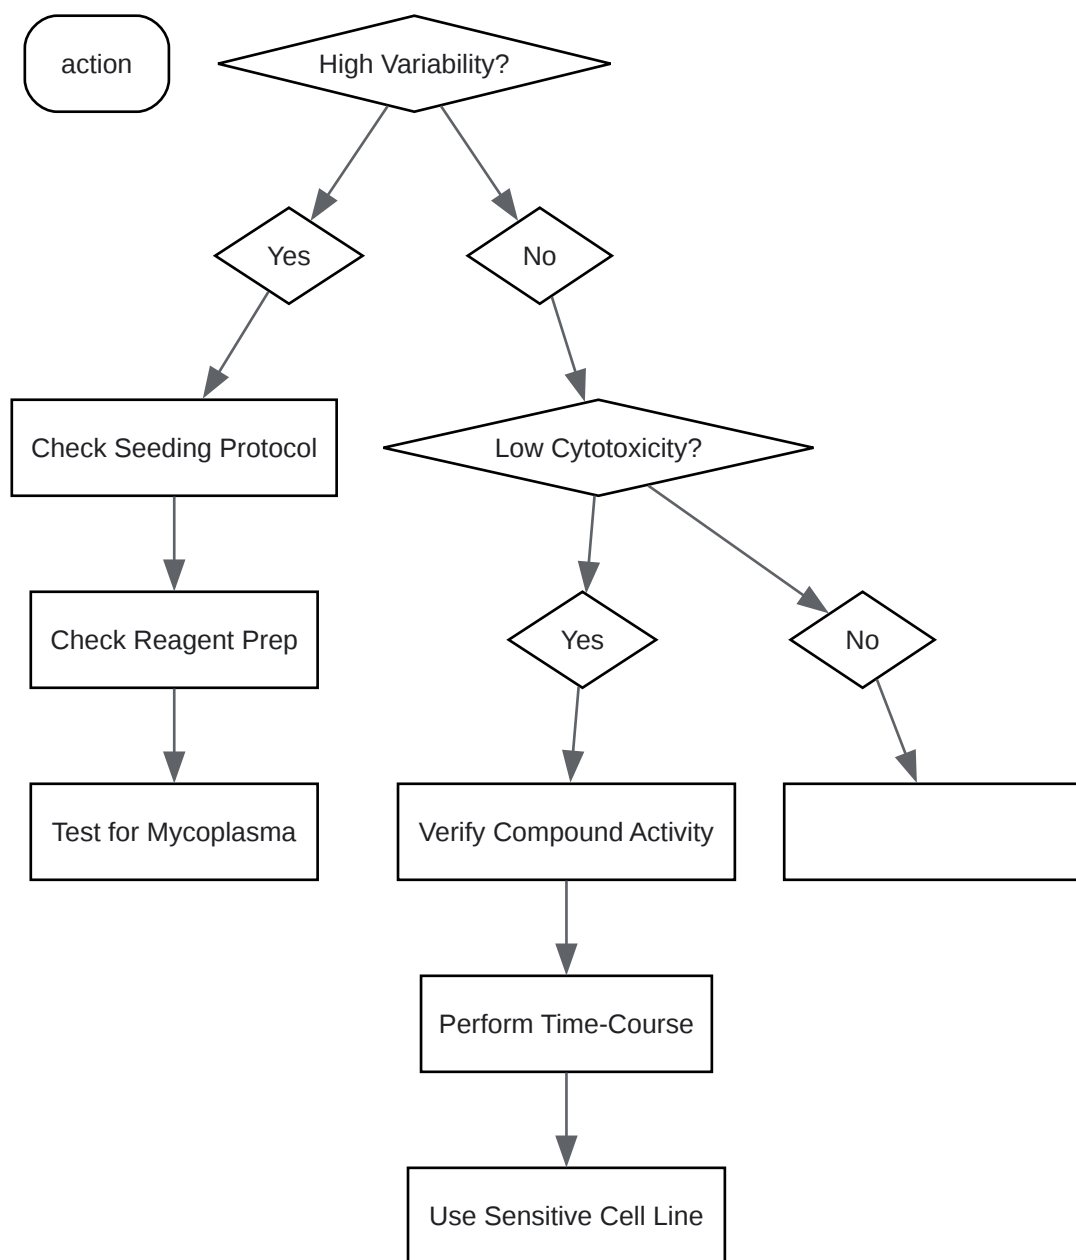 action
High Variability?
Yes
No
Check Seeding Protocol
Low Cytotoxicity?
Check Reagent Prep
Yes
No
Test for Mycoplasma
Verify Compound Activity
Perform Time-Course
Use Sensitive Cell Line